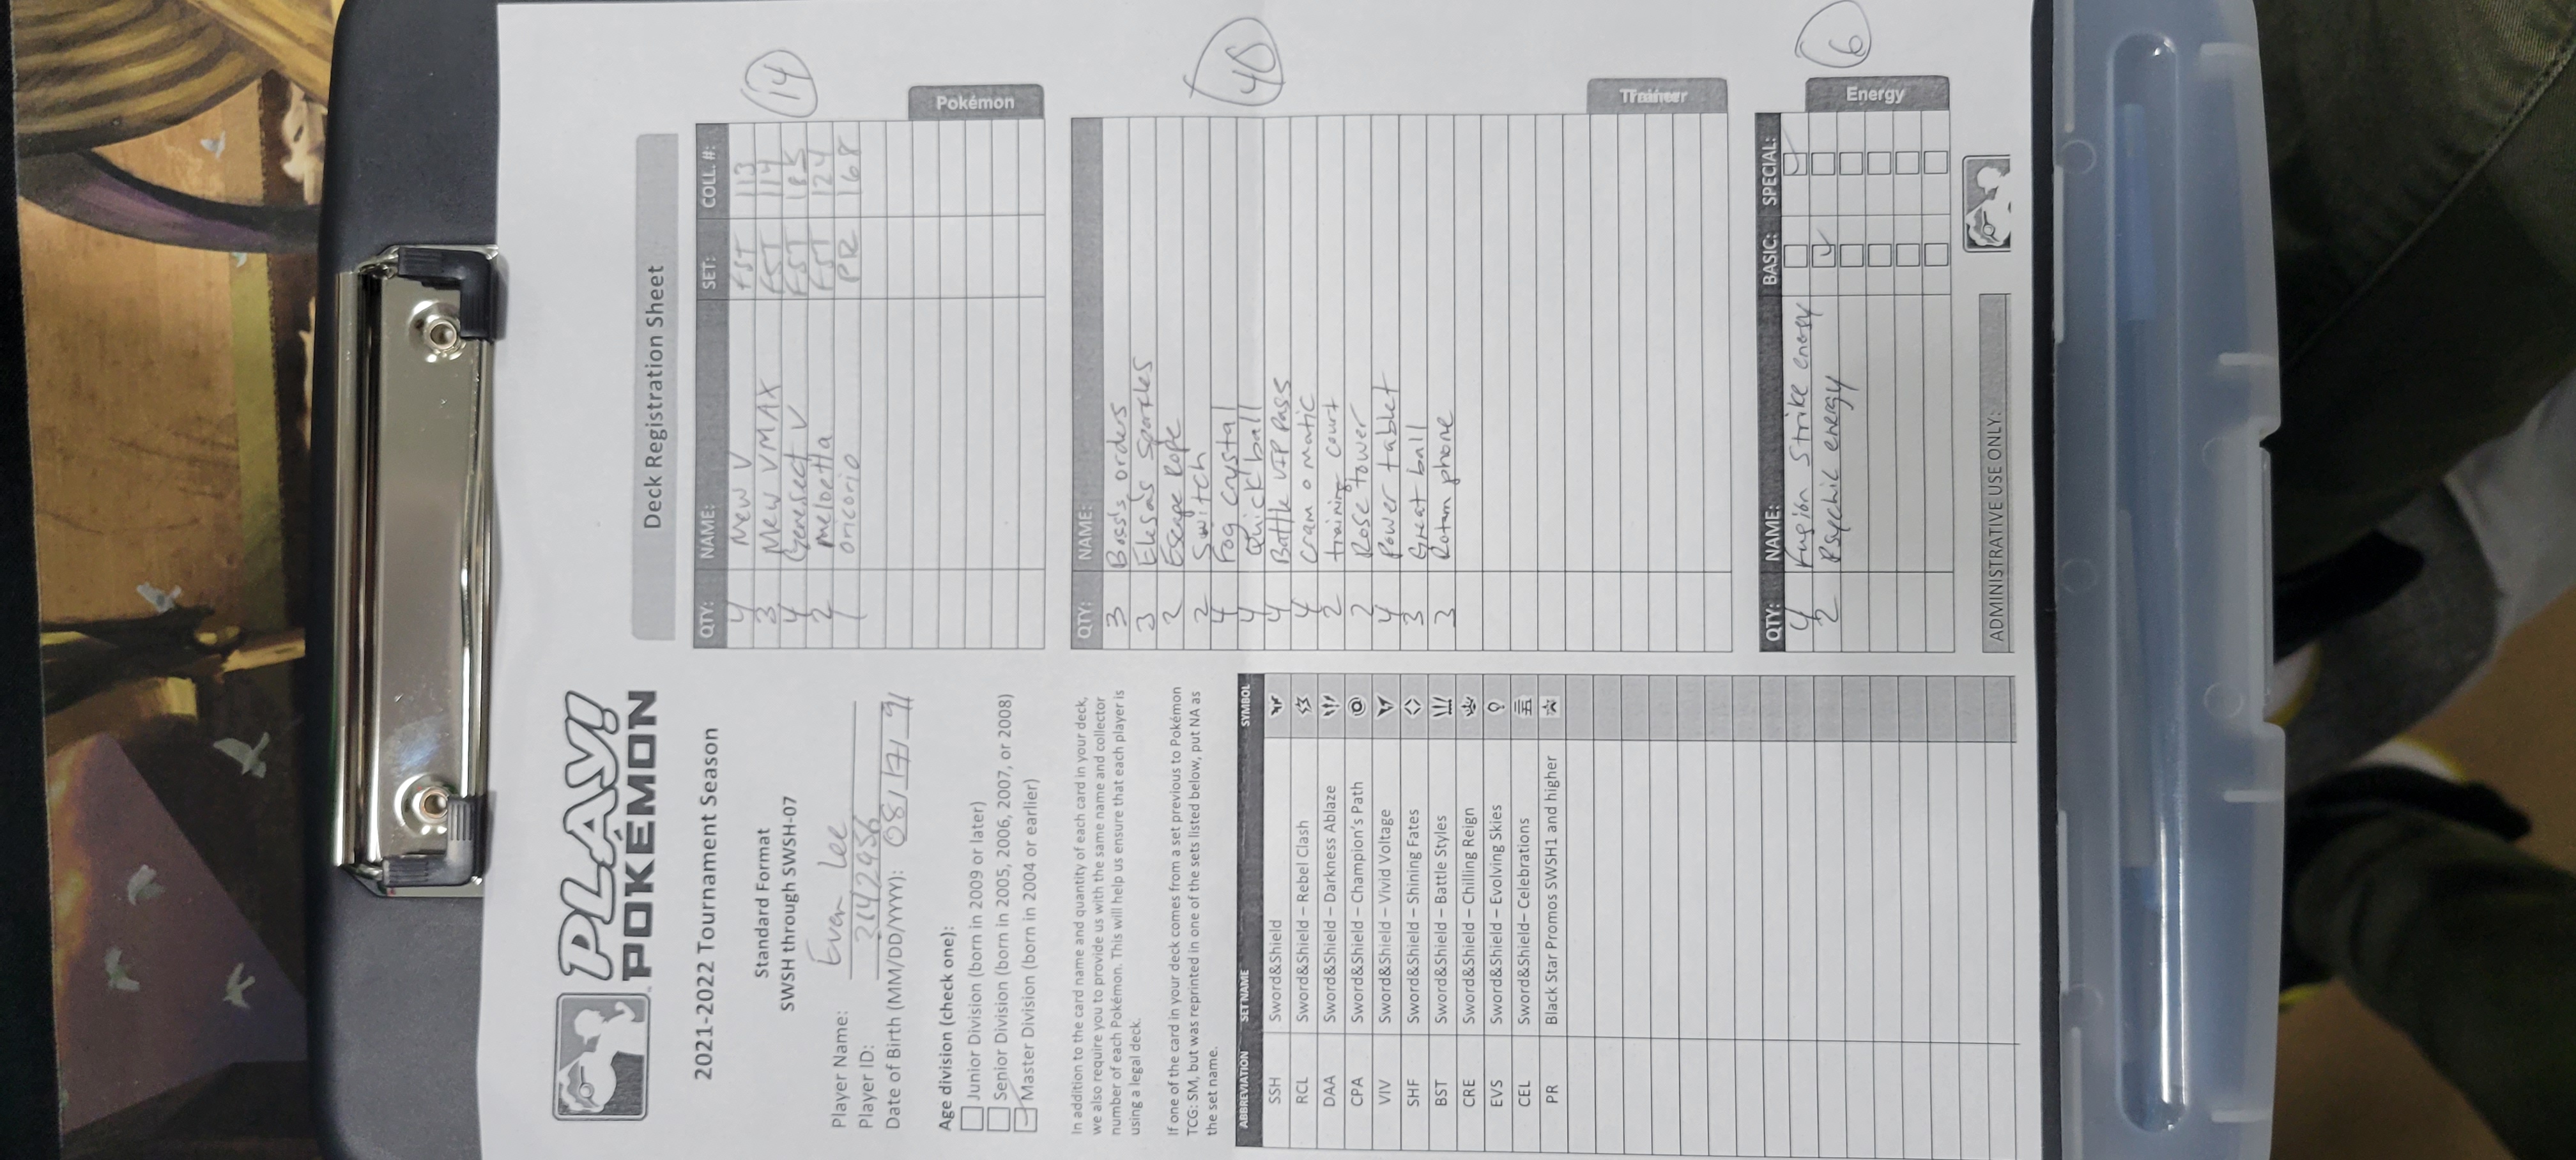 PLAY!
POKÉMON
2021-2022 Tournament Season
Standard Format
SWSH through SWSH-07
Player Name: Evan Lee
Player ID: 3142956
Date of Birth (MM/DD/YYYY): 08/17/91
Age division (check one):
Junior Division (born in 2009 or later)
Senior Division (born in 2005, 2006, 2007, or 2008)
Master Division (born in 2004 or earlier)
In addition to the card name and quantity of each card in your deck,
we also require you to provide us with the same name and collector
number of each Pokémon. This will help us ensure that each player is
using a legal deck.
If one of the card in your deck comes from a set previous to Pokémon
TCG: SM, but was reprinted in one of the sets listed below, put NA as
the set name.
ABBREVIATION SET NAME SYMBOL
SSH Sword&Shield
RCL Sword&Shield – Rebel Clash
DAA Sword&Shield – Darkness Ablaze
CPA Sword&Shield – Champion's Path
VIV Sword&Shield – Vivid Voltage
SHF Sword&Shield – Shining Fates
BST Sword&Shield – Battle Styles
CRE Sword&Shield – Chilling Reign
EVS Sword&Shield – Evolving Skies
CEL Sword&Shield– Celebrations
PR Black Star Promos SWSH1 and higher
Deck Registration Sheet
QTY: NAME: SET: COLL. #:
4 Mew V FST 113
3 Mew VMAX FST 114
4 Genesect V FST 185
2 meloetta FST 124
1 oricorio PR 168
14
Pokémon
QTY: NAME:
3 Boss's orders
3 Elesa's sparkles
2 Escape Rope
2 Switch
4 Fog crystal
4 Quick ball
4 Battle VIP Pass
4 cram o matic
2 training court
2 Rose tower
4 Power tablet
3 Great ball
3 Rotom phone
40
Trainer
QTY: NAME: BASIC: SPECIAL:
4 Fusion Strike energy
2 Psychic energy
6
Energy
ADMINISTRATIVE USE ONLY: